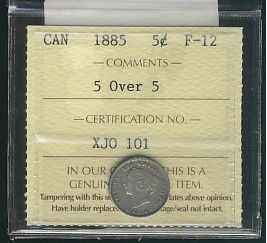 CAN 1885 5¢ F-12
COMMENTS
5 Over 5
CERTIFICATION NO.
XJO 101
IN OUR THIS IS A
GENUIN ITEM.
Tampering with this se ates above opinion.
Have holder replace age/seal not intact.